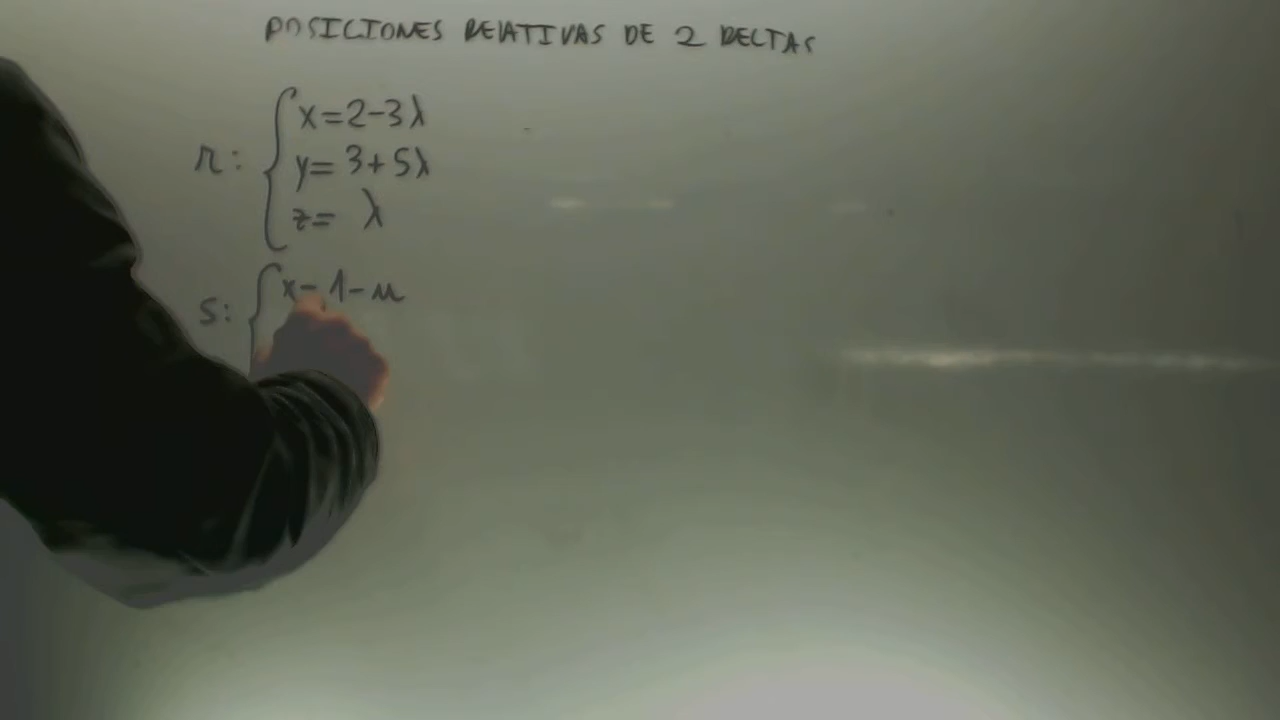 POSICIONES RELATIVAS DE 2 RECTAS
r: { x=2-3λ
y= 3+5λ
z= λ
s: { x- 1-μ